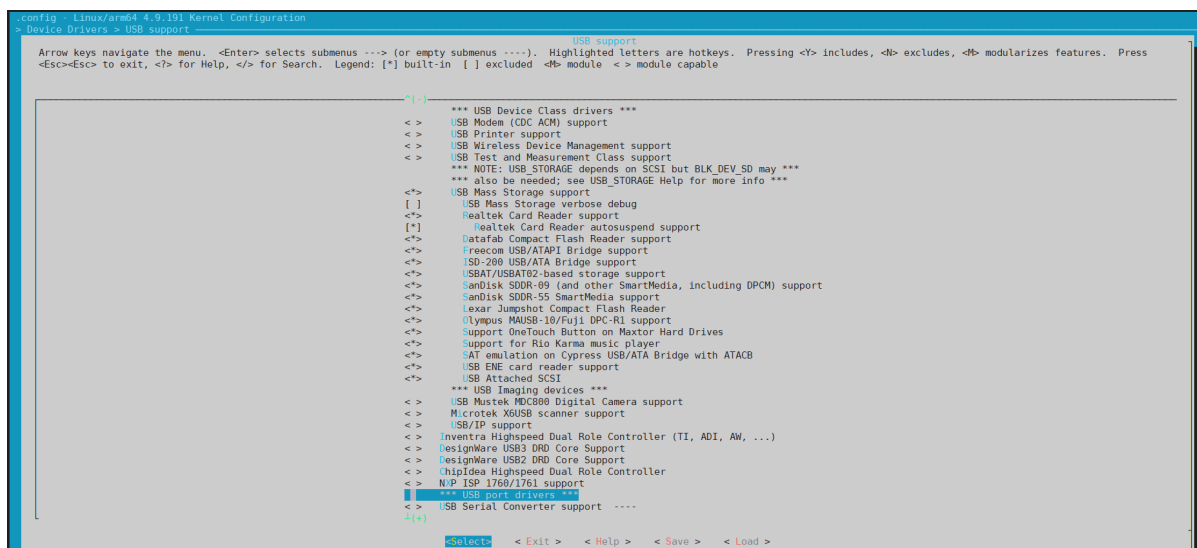 .config - Linux/arm64 4.9.191 Kernel Configuration
> Device Drivers > USB support
USB support
Arrow keys navigate the menu. <Enter> selects submenus ---> (or empty submenus ----). Highlighted letters are hotkeys. Pressing <Y> includes, <N> excludes, <M> modularizes features. Press
<Esc><Esc> to exit, <?> for Help, </> for Search. Legend: [*] built-in [ ] excluded <M> module < > module capable
^(-)
*** USB Device Class drivers ***
< > USB Modem (CDC ACM) support
< > USB Printer support
< > USB Wireless Device Management support
< > USB Test and Measurement Class support
*** NOTE: USB_STORAGE depends on SCSI but BLK_DEV_SD may ***
*** also be needed; see USB_STORAGE Help for more info ***
<*> USB Mass Storage support
[ ] USB Mass Storage verbose debug
<*> Realtek Card Reader support
[*] Realtek Card Reader autosuspend support
<*> Datafab Compact Flash Reader support
<*> Freecom USB/ATAPI Bridge support
<*> ISD-200 USB/ATA Bridge support
<*> USBAT/USBAT02-based storage support
<*> SanDisk SDDR-09 (and other SmartMedia, including DPCM) support
<*> SanDisk SDDR-55 SmartMedia support
<*> Lexar Jumpshot Compact Flash Reader
<*> Olympus MAUSB-10/Fuji DPC-R1 support
<*> Support OneTouch Button on Maxtor Hard Drives
<*> Support for Rio Karma music player
<*> SAT emulation on Cypress USB/ATA Bridge with ATACB
<*> USB ENE card reader support
<*> USB Attached SCSI
*** USB Imaging devices ***
< > USB Mustek MDC800 Digital Camera support
< > Microtek X6USB scanner support
< > USB/IP support
< > Inventra Highspeed Dual Role Controller (TI, ADI, AW, ...)
< > DesignWare USB3 DRD Core Support
< > DesignWare USB2 DRD Core Support
< > ChipIdea Highspeed Dual Role Controller
< > NXP ISP 1760/1761 support
*** USB port drivers ***
< > USB Serial Converter support ----
┴(+)
<Select> < Exit > < Help > < Save > < Load >